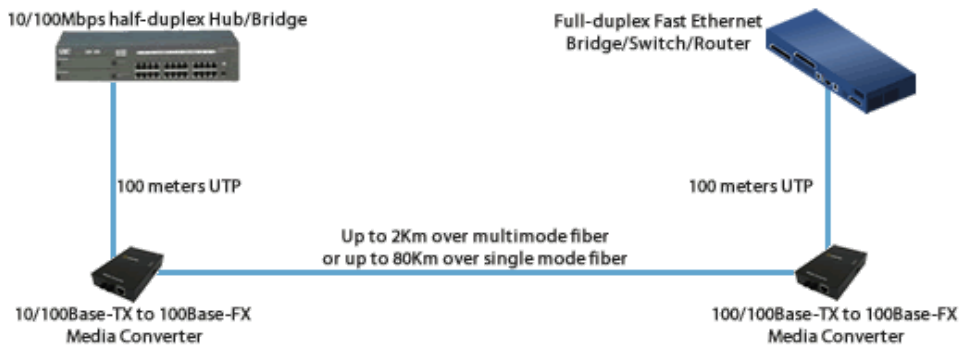 10/100Mbps half-duplex Hub/Bridge
Full-duplex Fast Ethernet
Bridge/Switch/Router
100 meters UTP
100 meters UTP
Up to 2Km over multimode fiber
or up to 80Km over single mode fiber
10/100Base-TX to 100Base-FX
Media Converter
100/100Base-TX to 100Base-FX
Media Converter